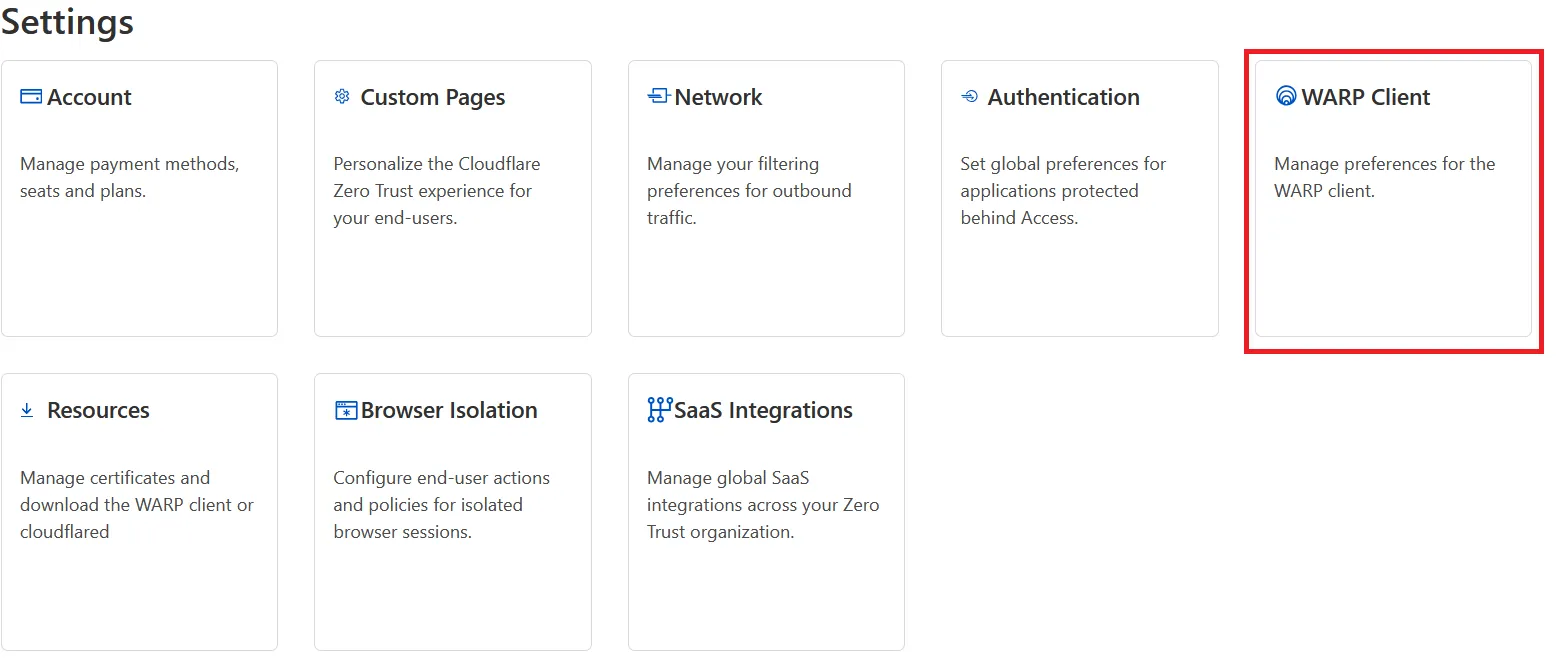 Settings
Account
Manage payment methods,
seats and plans.
Custom Pages
Personalize the Cloudflare
Zero Trust experience for
your end-users.
Network
Manage your filtering
preferences for outbound
traffic.
Authentication
Set global preferences for
applications protected
behind Access.
WARP Client
Manage preferences for the
WARP client.
Resources
Manage certificates and
download the WARP client or
cloudflared
Browser Isolation
Configure end-user actions
and policies for isolated
browser sessions.
SaaS Integrations
Manage global SaaS
integrations across your Zero
Trust organization.